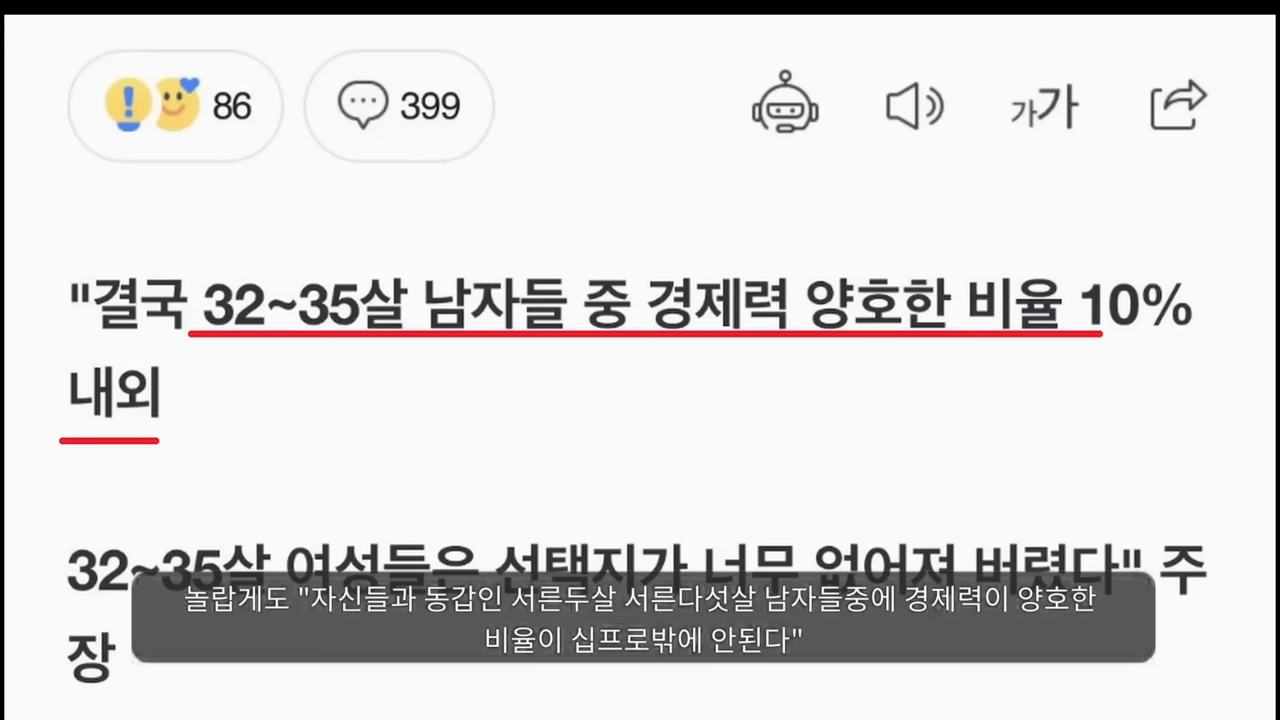 86
399
가가
"결국 32~35살 남자들 중 경제력 양호한 비율 10%
내외
32~35살 여성들은 선택지가 너무 없어져 버렸다" 주
장
놀랍게도 "자신들과 동갑인 서른두살 서른다섯살 남자들중에 경제력이 양호한
비율이 십프로밖에 안된다"